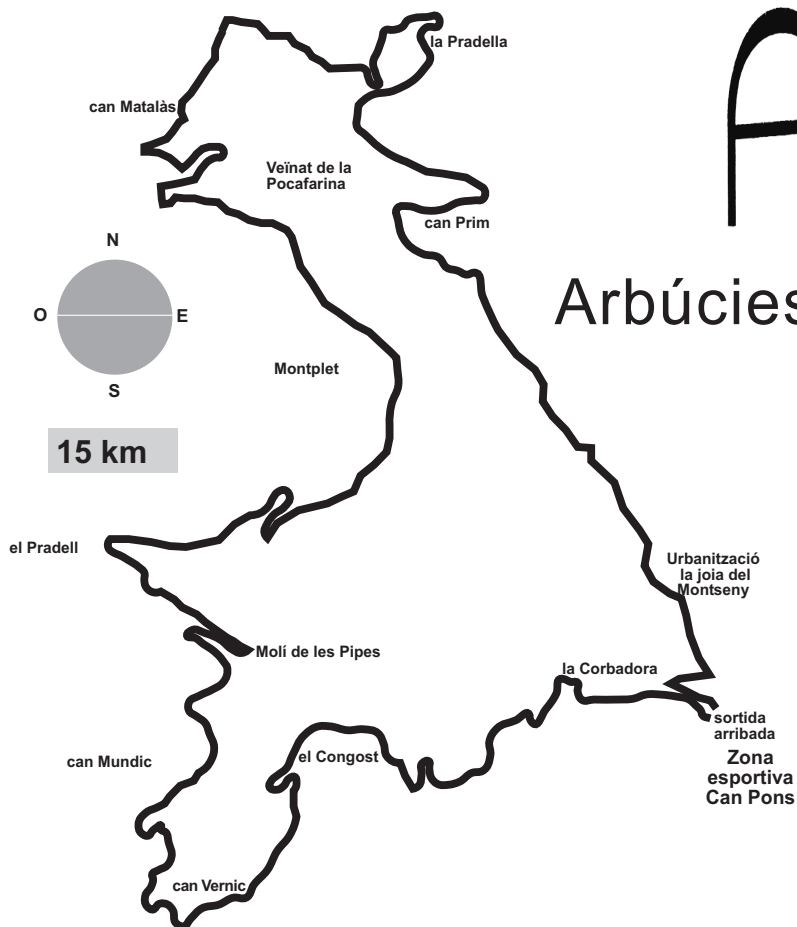 la Pradella
can Matalàs
Veïnat de la
Pocafarina
can Prim
N
O
E
S
Arbúcies
Montplet
15 km
el Pradell
Urbanització
la joia del
Montseny
Molí de les Pipes
la Corbadora
sortida
arribada
Zona
esportiva
Can Pons
can Mundic
el Congost
can Vernic